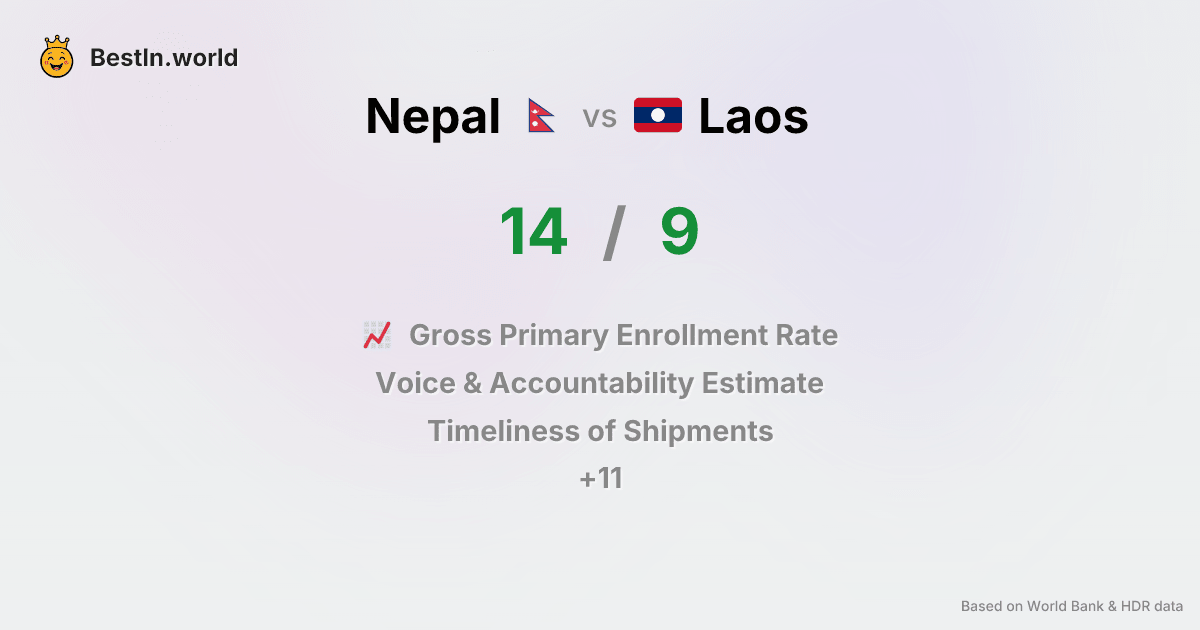 BestIn.world
Nepal vs Laos
14 / 9
Gross Primary Enrollment Rate
Voice & Accountability Estimate
Timeliness of Shipments
+11
Based on World Bank & HDR data